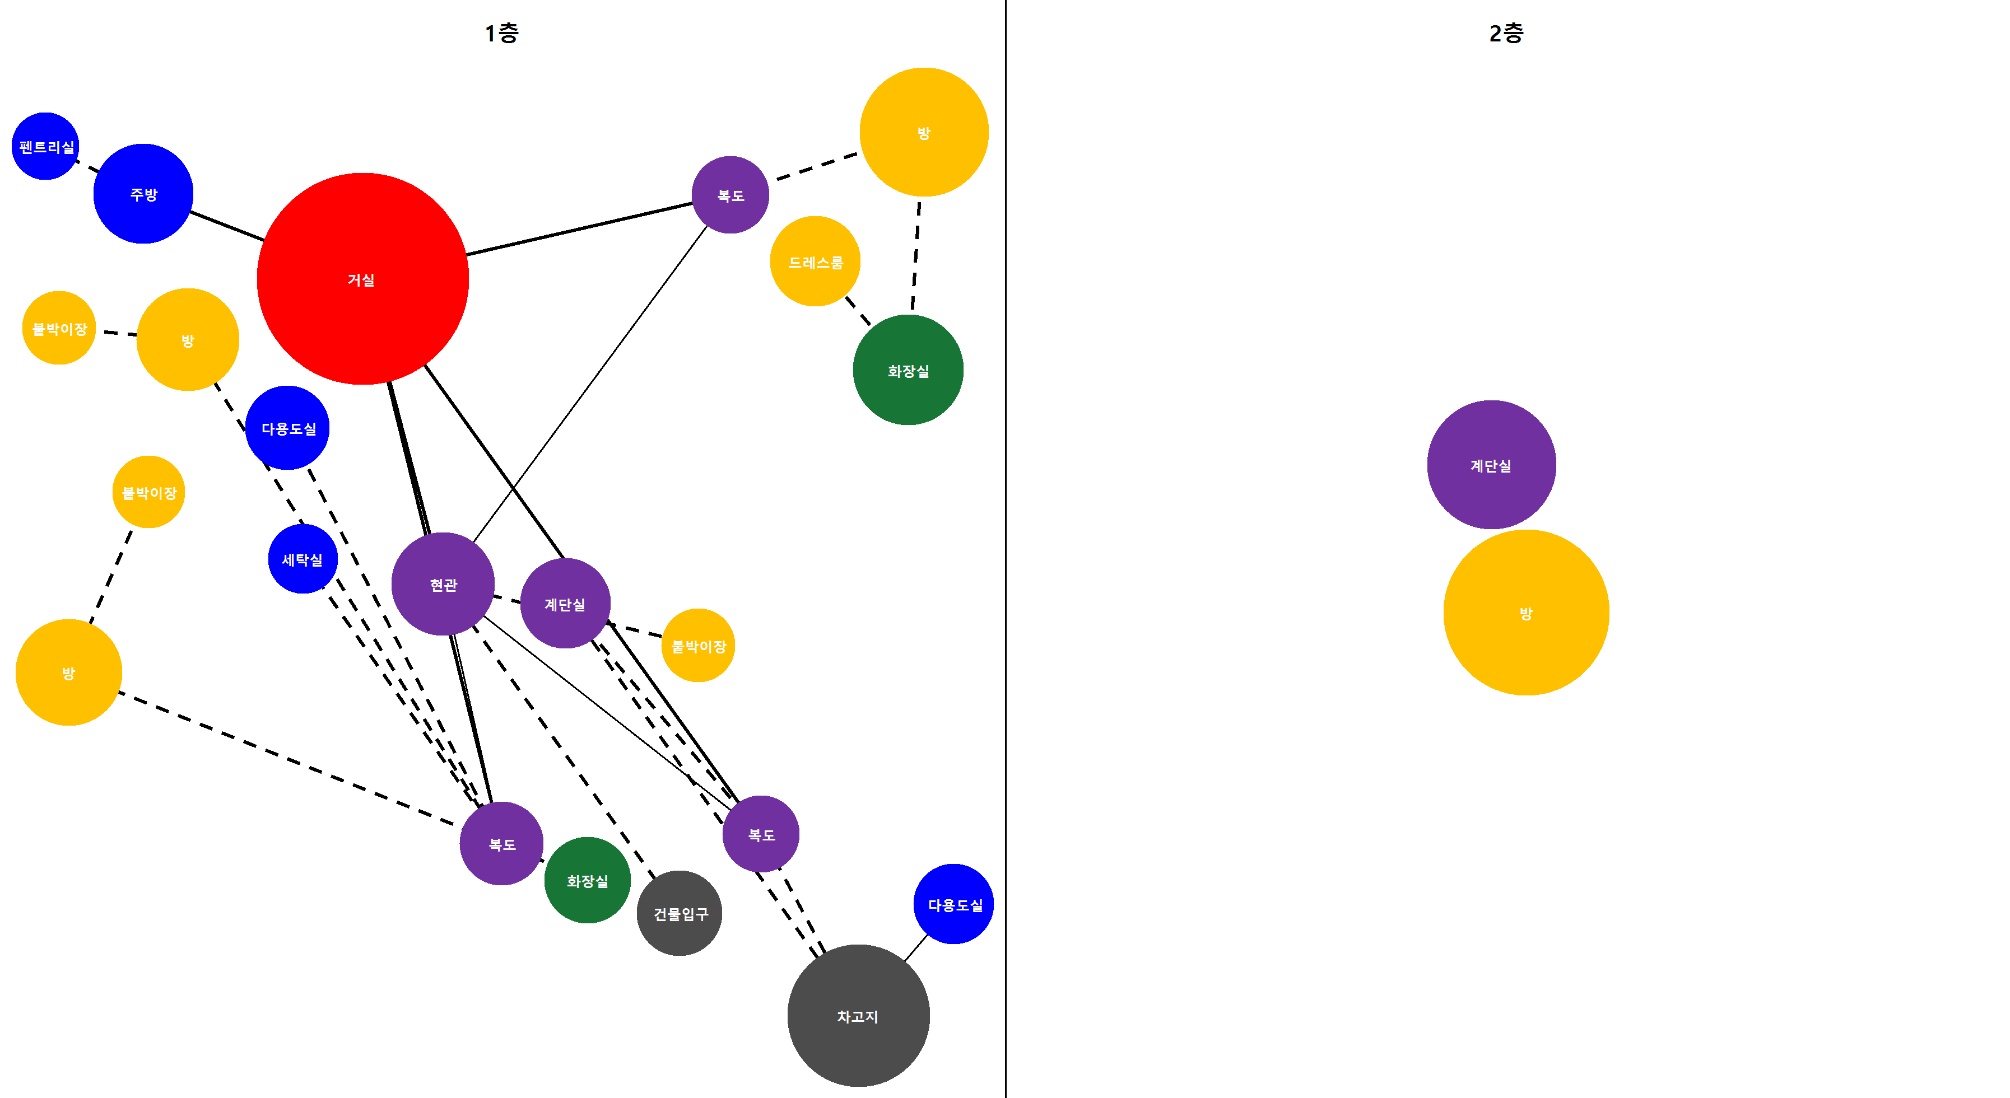 1층
2층
방
펜트리실
주방
복도
드레스룸
거실
붙박이장
방
화장실
다용도실
계단실
붙박이장
세탁실
현관
계단실
방
붙박이장
방
복도
복도
화장실
건물입구
다용도실
차고지